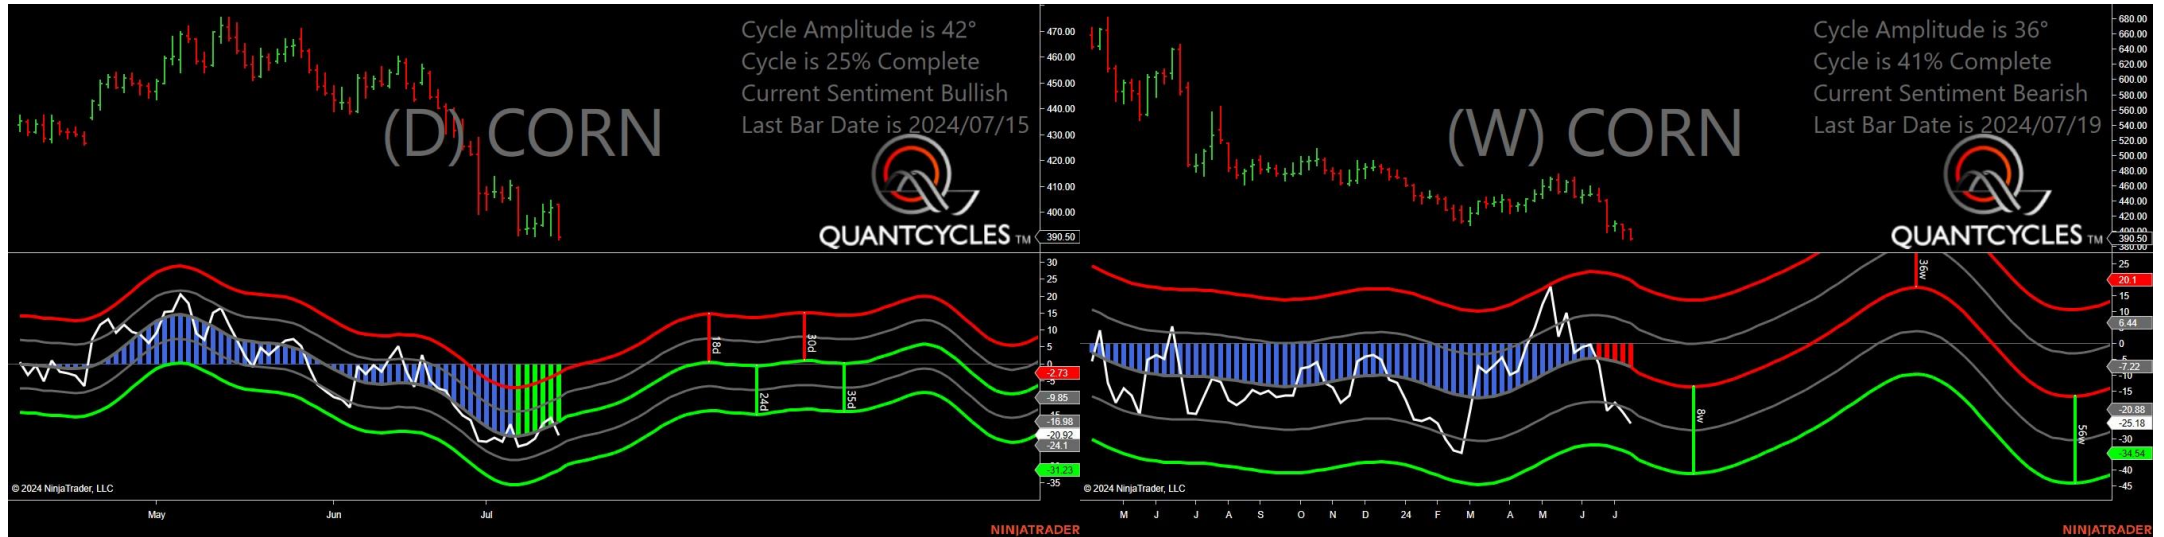 Cycle Amplitude is 42°
Cycle is 25% Complete
Current Sentiment Bullish
Last Bar Date is 2024/07/15
(D) CORN
QUANTCYCLES TM
470.00
460.00
450.00
440.00
430.00
420.00
410.00
400.00
390.50
30
25
20
15
10
5
0
-2.73
-5
-9.85
-16.98
-20.92
-24.1
-31.23
-35
18d
24d
30d
35d
© 2024 NinjaTrader, LLC
May
Jun
Jul
NINJATRADER
Cycle Amplitude is 36°
Cycle is 41% Complete
Current Sentiment Bearish
Last Bar Date is 2024/07/19
(W) CORN
QUANTCYCLES TM
680.00
660.00
640.00
620.00
600.00
580.00
560.00
540.00
520.00
500.00
480.00
460.00
440.00
420.00
400.00
390.50
380.00
25
20.1
15
10
6.44
0
-5
-7.22
-10
-15
-20.88
-25.18
-30
-34.54
-40
-45
36w
8w
56w
© 2024 NinjaTrader, LLC
M
J
J
A
S
O
N
D
24
F
M
A
M
J
J
NINJATRADER